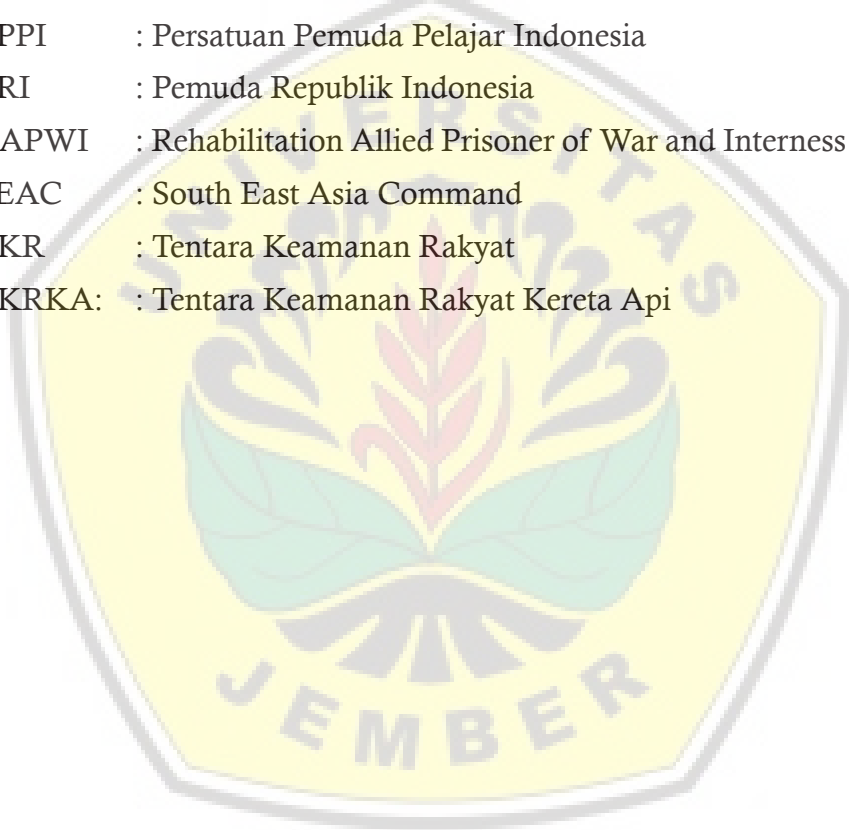 PPI : Persatuan Pemuda Pelajar Indonesia
RI : Pemuda Republik Indonesia
APWI : Rehabilitation Allied Prisoner of War and Interness
EAC : South East Asia Command
KR : Tentara Keamanan Rakyat
KRKA: : Tentara Keamanan Rakyat Kereta Api
UNIVERSITAS
JEMBER